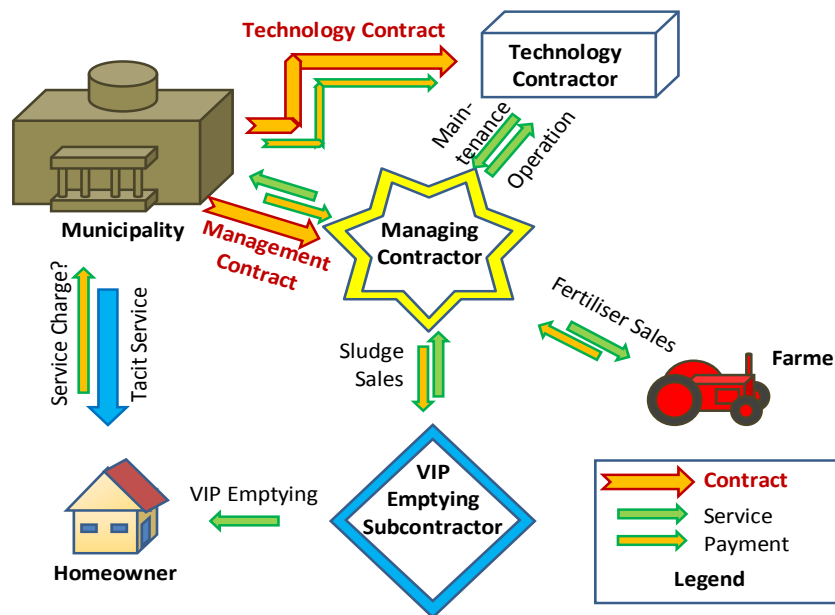 Technology Contract
Technology
Contractor
Main-
tenance
Operation
Municipality
Management
Contract
Managing
Contractor
Service Charge?
Tacit Service
Sludge
Sales
Fertiliser Sales
Farme
VIP Emptying
VIP
Emptying
Subcontractor
Homeowner
Contract
Service
Payment
Legend